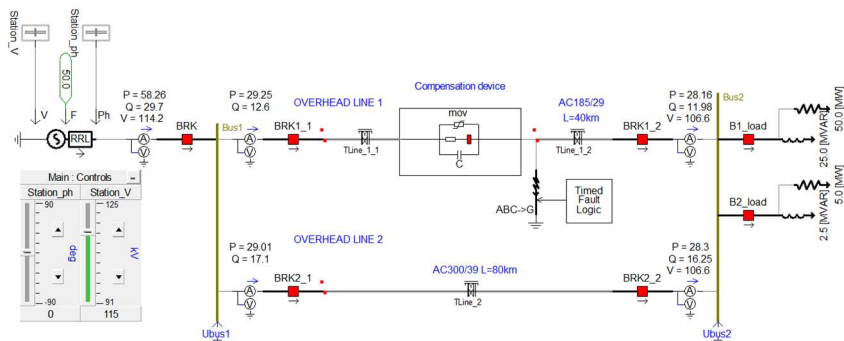 Station_V
Station_ph
50.0
V
F
Ph
RRL
P = 58.26
Q = 29.7
V = 114.2
A
V
BRK
Bus1
P = 29.25
Q = 12.6
A
V
BRK1_1
OVERHEAD LINE 1
TLine_1_1
Compensation device
mov
C
AC185/29
L=40km
TLine_1_2
BRK1_2
P = 28.16
Q = 11.98
V = 106.6
A
V
Bus2
B1_load
25.0 [MVAR]
50.0 [MW]
ABC->G
Timed
Fault
Logic
B2_load
2.5 [MVAR]
5.0 [MW]
Main : Controls
Station_ph
Station_V
90
125
deg
kV
-90
91
0
115
P = 29.01
Q = 17.1
A
V
BRK2_1
OVERHEAD LINE 2
AC300/39 L=80km
TLine_2
BRK2_2
P = 28.3
Q = 16.25
V = 106.6
A
V
Ubus1
Ubus2